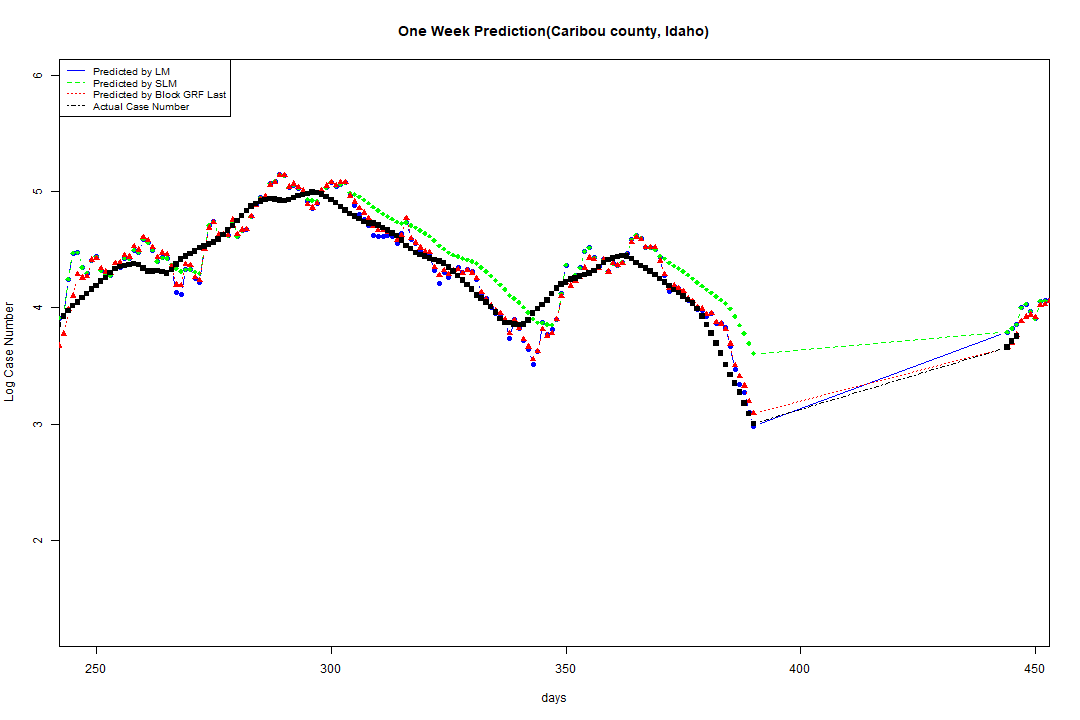 One Week Prediction(Caribou county, Idaho)
Predicted by LM
Predicted by SLM
Predicted by Block GRF Last
Actual Case Number
6
5
4
3
2
Log Case Number
250
300
350
400
450
days